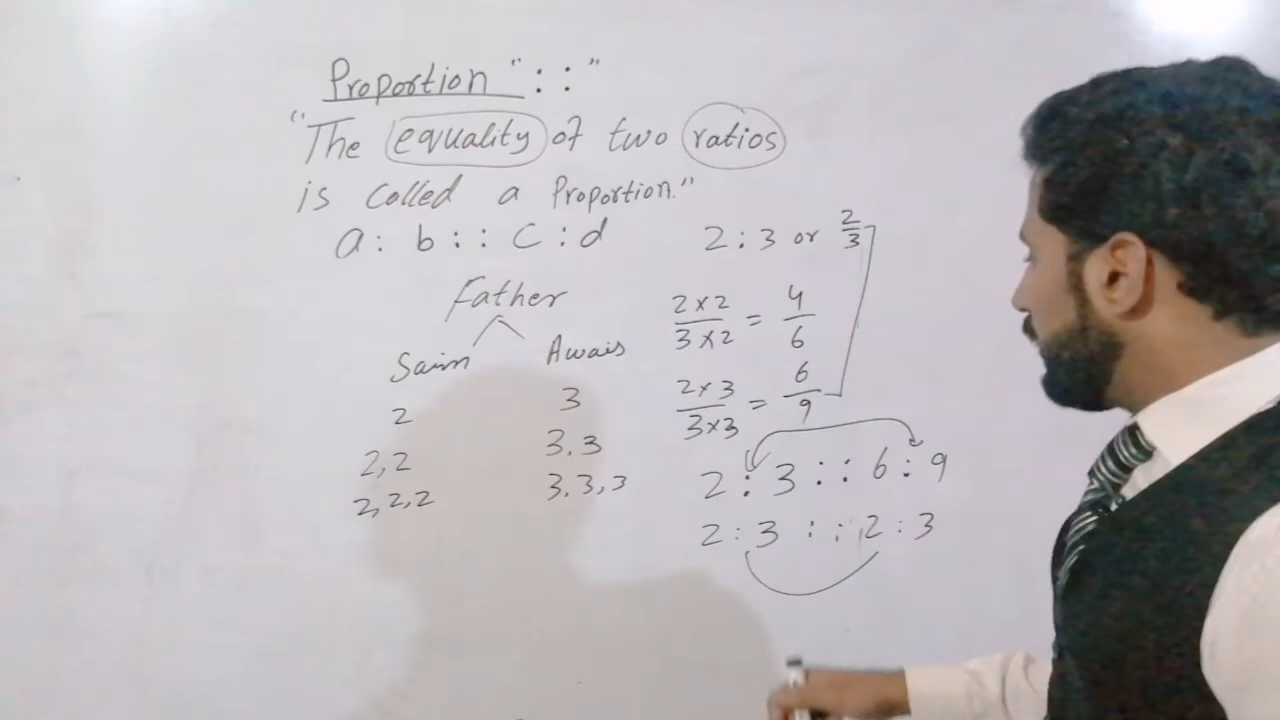 Proportion “: :”
“The equality of two ratios
is called a Proportion.”
a : b : : c : d
2 : 3 or 2/3
Father
Saim Awais
2 3
2,2 3,3
2,2,2 3,3,3
2×2/3×2 = 4/6
2×3/3×3 = 6/9
2 : 3 : : 6 : 9
2 : 3 : : 2 : 3